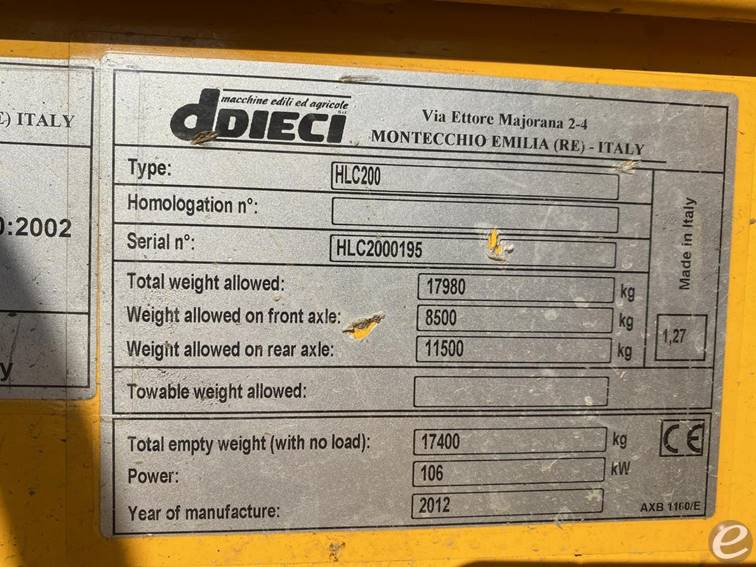 E) ITALY
0:2002
y
macchine edili ed agricole
dDIECI
Via Ettore Majorana 2-4
MONTECCHIO EMILIA (RE) - ITALY
Type: HLC200
Homologation n°:
Serial n°: HLC2000195
Made in Italy
Total weight allowed: 17980 kg
Weight allowed on front axle: 8500 kg
Weight allowed on rear axle: 11500 kg
1,27
Towable weight allowed:
Total empty weight (with no load): 17400 kg
CE
Power: 106 kW
Year of manufacture: 2012
AXB 1160/E
e